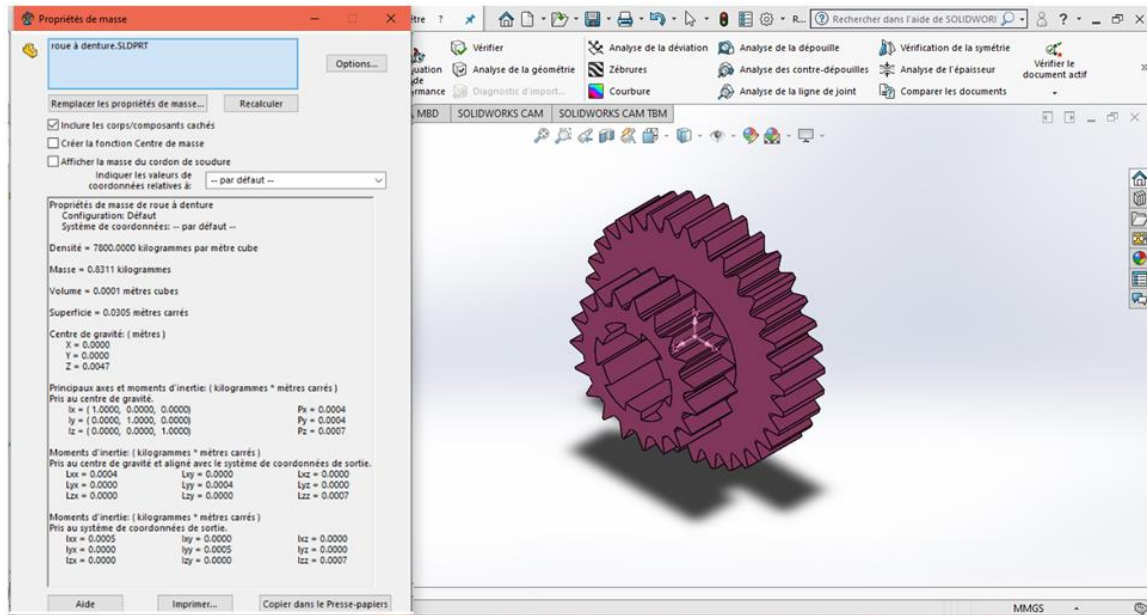 Propriétés de masse
roue à denture.SLDPRT
Options...
Remplacer les propriétés de masse...
Recalculer
Inclure les corps/composants cachés
Créer la fonction Centre de masse
Afficher la masse du cordon de soudure
Indiquer les valeurs de
coordonnées relatives à:
-- par défaut --
Propriétés de masse de roue à denture
Configuration: Défaut
Système de coordonnées: -- par défaut --
Densité = 7800.0000 kilogrammes par mètre cube
Masse = 0.8311 kilogrammes
Volume = 0.0001 mètres cubes
Superficie = 0.0305 mètres carrés
Centre de gravité: ( mètres )
X = 0.0000
Y = 0.0000
Z = 0.0047
Principaux axes et moments d'inertie: ( kilogrammes * mètres carrés )
Pris au centre de gravité.
Ix = ( 1.0000, 0.0000, 0.0000) Px = 0.0004
Iy = ( 0.0000, 1.0000, 0.0000) Py = 0.0004
Iz = ( 0.0000, 0.0000, 1.0000) Pz = 0.0007
Moments d'inertie: ( kilogrammes * mètres carrés )
Pris au centre de gravité et aligné avec le système de coordonnées de sortie.
Lxx = 0.0004 Lxy = 0.0000 Lxz = 0.0000
Lyx = 0.0000 Lyy = 0.0004 Lyz = 0.0000
Lzx = 0.0000 Lzy = 0.0000 Lzz = 0.0007
Moments d'inertie: ( kilogrammes * mètres carrés )
Pris au système de coordonnées de sortie.
Ixx = 0.0005 Ixy = 0.0000 Ixz = 0.0000
Iyx = 0.0000 Iyy = 0.0005 Iyz = 0.0000
Izx = 0.0000 Izy = 0.0000 Izz = 0.0007
Aide
Imprimer...
Copier dans le Presse-papiers
être ?
R...
Rechercher dans l'aide de SOLIDWORI
?
Vérifier
Analyse de la déviation
Analyse de la dépouille
Vérification de la symétrie
Vérifier le
document actif
uation
de
rmance
Analyse de la géométrie
Zébrures
Analyse des contre-dépouilles
Analyse de l'épaisseur
Diagnostic d'import...
Courbure
Analyse de la ligne de joint
Comparer les documents
MBD
SOLIDWORKS CAM
SOLIDWORKS CAM TBM
MMGS